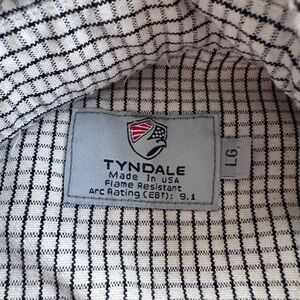 TYNDALE
Made In USA
Flame Resistant
Arc Rating (EBT): 9.1
LG